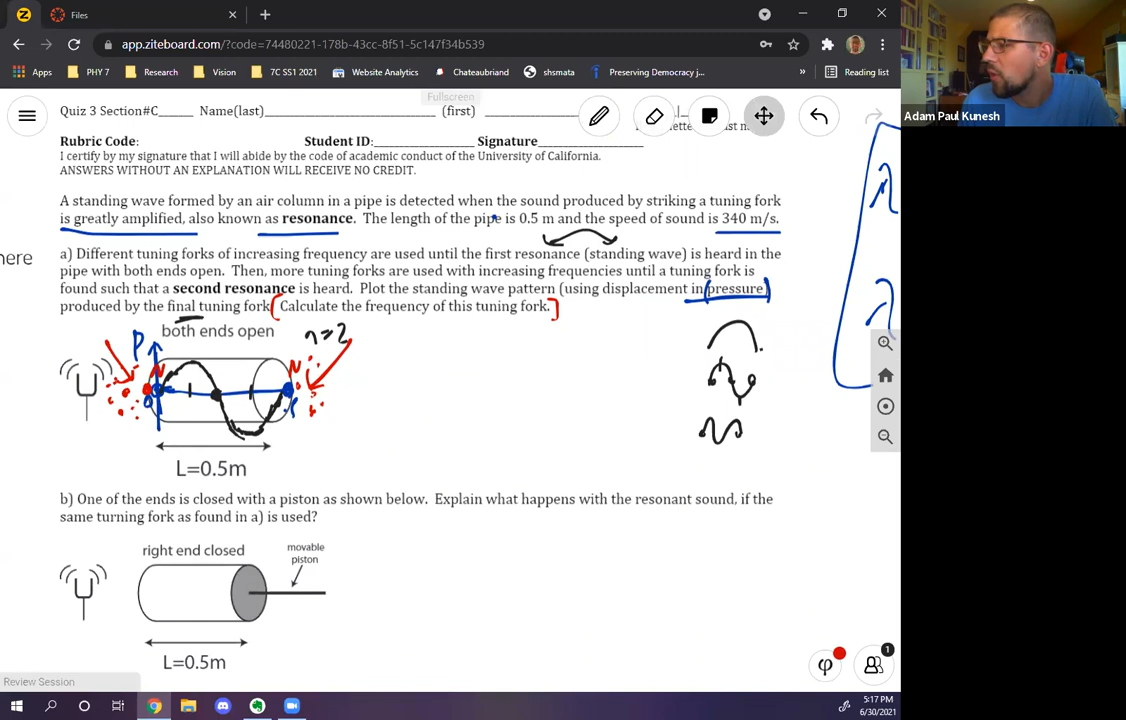 Files
app.ziteboard.com/?code=74480221-178b-43cc-8f51-5c147f34b539
Apps PHY 7 Research Vision 7C SS1 2021 Website Analytics Chateaubriand shsmata Preserving Democracy j... » Reading list
Fullscreen
Adam Paul Kunesh
Quiz 3 Section#C______ Name(last)____________________________ (first) ______________
Rubric Code: Student ID:______________ Signature______________
I certify by my signature that I will abide by the code of academic conduct of the University of California.
ANSWERS WITHOUT AN EXPLANATION WILL RECEIVE NO CREDIT.
A standing wave formed by an air column in a pipe is detected when the sound produced by striking a tuning fork
is greatly amplified, also known as resonance. The length of the pipe is 0.5 m and the speed of sound is 340 m/s.
here
a) Different tuning forks of increasing frequency are used until the first resonance (standing wave) is heard in the
pipe with both ends open. Then, more tuning forks are used with increasing frequencies until a tuning fork is
found such that a second resonance is heard. Plot the standing wave pattern (using displacement in pressure)
produced by the final tuning fork. Calculate the frequency of this tuning fork.
both ends open
n=2
P
N
N
L=0.5m
λ
λ
b) One of the ends is closed with a piston as shown below. Explain what happens with the resonant sound, if the
same turning fork as found in a) is used?
right end closed
movable
piston
L=0.5m
φ
1
Review Session
5:17 PM
6/30/2021